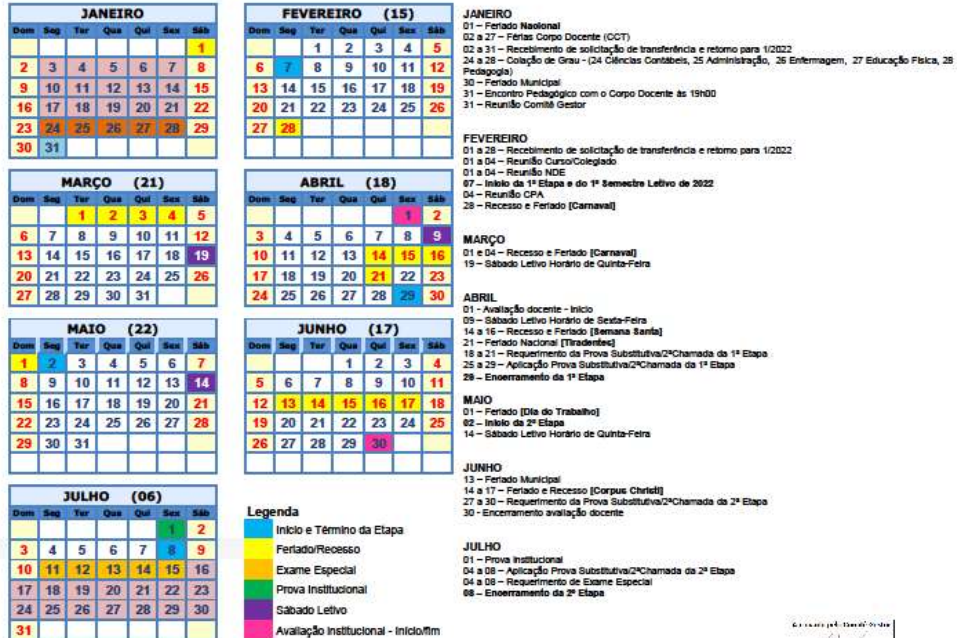 JANEIRO
Dom Seg Ter Qua Qui Sex Sáb
1
2 3 4 5 6 7 8
9 10 11 12 13 14 15
16 17 18 19 20 21 22
23 24 25 26 27 28 29
30 31
FEVEREIRO (15)
Dom Seg Ter Qua Qui Sex Sáb
1 2 3 4 5
6 7 8 9 10 11 12
13 14 15 16 17 18 19
20 21 22 23 24 25 26
27 28
MARÇO (21)
Dom Seg Ter Qua Qui Sex Sáb
1 2 3 4 5
6 7 8 9 10 11 12
13 14 15 16 17 18 19
20 21 22 23 24 25 26
27 28 29 30 31
ABRIL (18)
Dom Seg Ter Qua Qui Sex Sáb
1 2
3 4 5 6 7 8 9
10 11 12 13 14 15 16
17 18 19 20 21 22 23
24 25 26 27 28 29 30
MAIO (22)
Dom Seg Ter Qua Qui Sex Sáb
1 2 3 4 5 6 7
8 9 10 11 12 13 14
15 16 17 18 19 20 21
22 23 24 25 26 27 28
29 30 31
JUNHO (17)
Dom Seg Ter Qua Qui Sex Sáb
1 2 3 4
5 6 7 8 9 10 11
12 13 14 15 16 17 18
19 20 21 22 23 24 25
26 27 28 29 30
JULHO (06)
Dom Seg Ter Qua Qui Sex Sáb
1 2
3 4 5 6 7 8 9
10 11 12 13 14 15 16
17 18 19 20 21 22 23
24 25 26 27 28 29 30
31
Legenda
Início e Término da Etapa
Feriado/Recesso
Exame Especial
Prova Institucional
Sábado Letivo
Avaliação Institucional - Início/fim
JANEIRO
01 – Feriado Nacional
02 a 27 – Férias Corpo Docente (CCT)
02 a 31 – Recebimento de solicitação de transferência e retorno para 1/2022
24 a 28 – Colação de Grau - (24 Ciências Contábeis, 25 Administração, 26 Enfermagem, 27 Educação Física, 28
Pedagogia)
30 – Feriado Municipal
31 – Encontro Pedagógico com o Corpo Docente às 19h00
31 – Reunião Comitê Gestor
FEVEREIRO
01 a 28 – Recebimento de solicitação de transferência e retorno para 1/2022
01 a 04 – Reunião Curso/Colegiado
01 a 04 – Reunião NDE
07 – Início da 1ª Etapa e do 1º Semestre Letivo de 2022
04 – Reunião CPA
28 – Recesso e Feriado [Carnaval]
MARÇO
01 e 04 – Recesso e Feriado [Carnaval]
19 – Sábado Letivo Horário de Quinta-Feira
ABRIL
01 - Avaliação docente - Início
09 – Sábado Letivo Horário de Sexta-Feira
14 a 16 – Recesso e Feriado [Semana Santa]
21 – Feriado Nacional [Tiradentes]
18 a 21 – Requerimento da Prova Substitutiva/2ªChamada da 1ª Etapa
25 a 29 – Aplicação Prova Substitutiva/2ªChamada da 1ª Etapa
29 – Encerramento da 1ª Etapa
MAIO
01 – Feriado [Dia do Trabalho]
02 – Início da 2ª Etapa
14 – Sábado Letivo Horário de Quinta-Feira
JUNHO
13 – Feriado Municipal
14 a 17 – Feriado e Recesso [Corpus Christi]
27 a 30 – Requerimento da Prova Substitutiva/2ªChamada da 2ª Etapa
30 - Encerramento avaliação docente
JULHO
01 – Prova Institucional
04 a 08 – Aplicação Prova Substitutiva/2ªChamada da 2ª Etapa
04 a 08 – Requerimento de Exame Especial
08 – Encerramento da 2ª Etapa